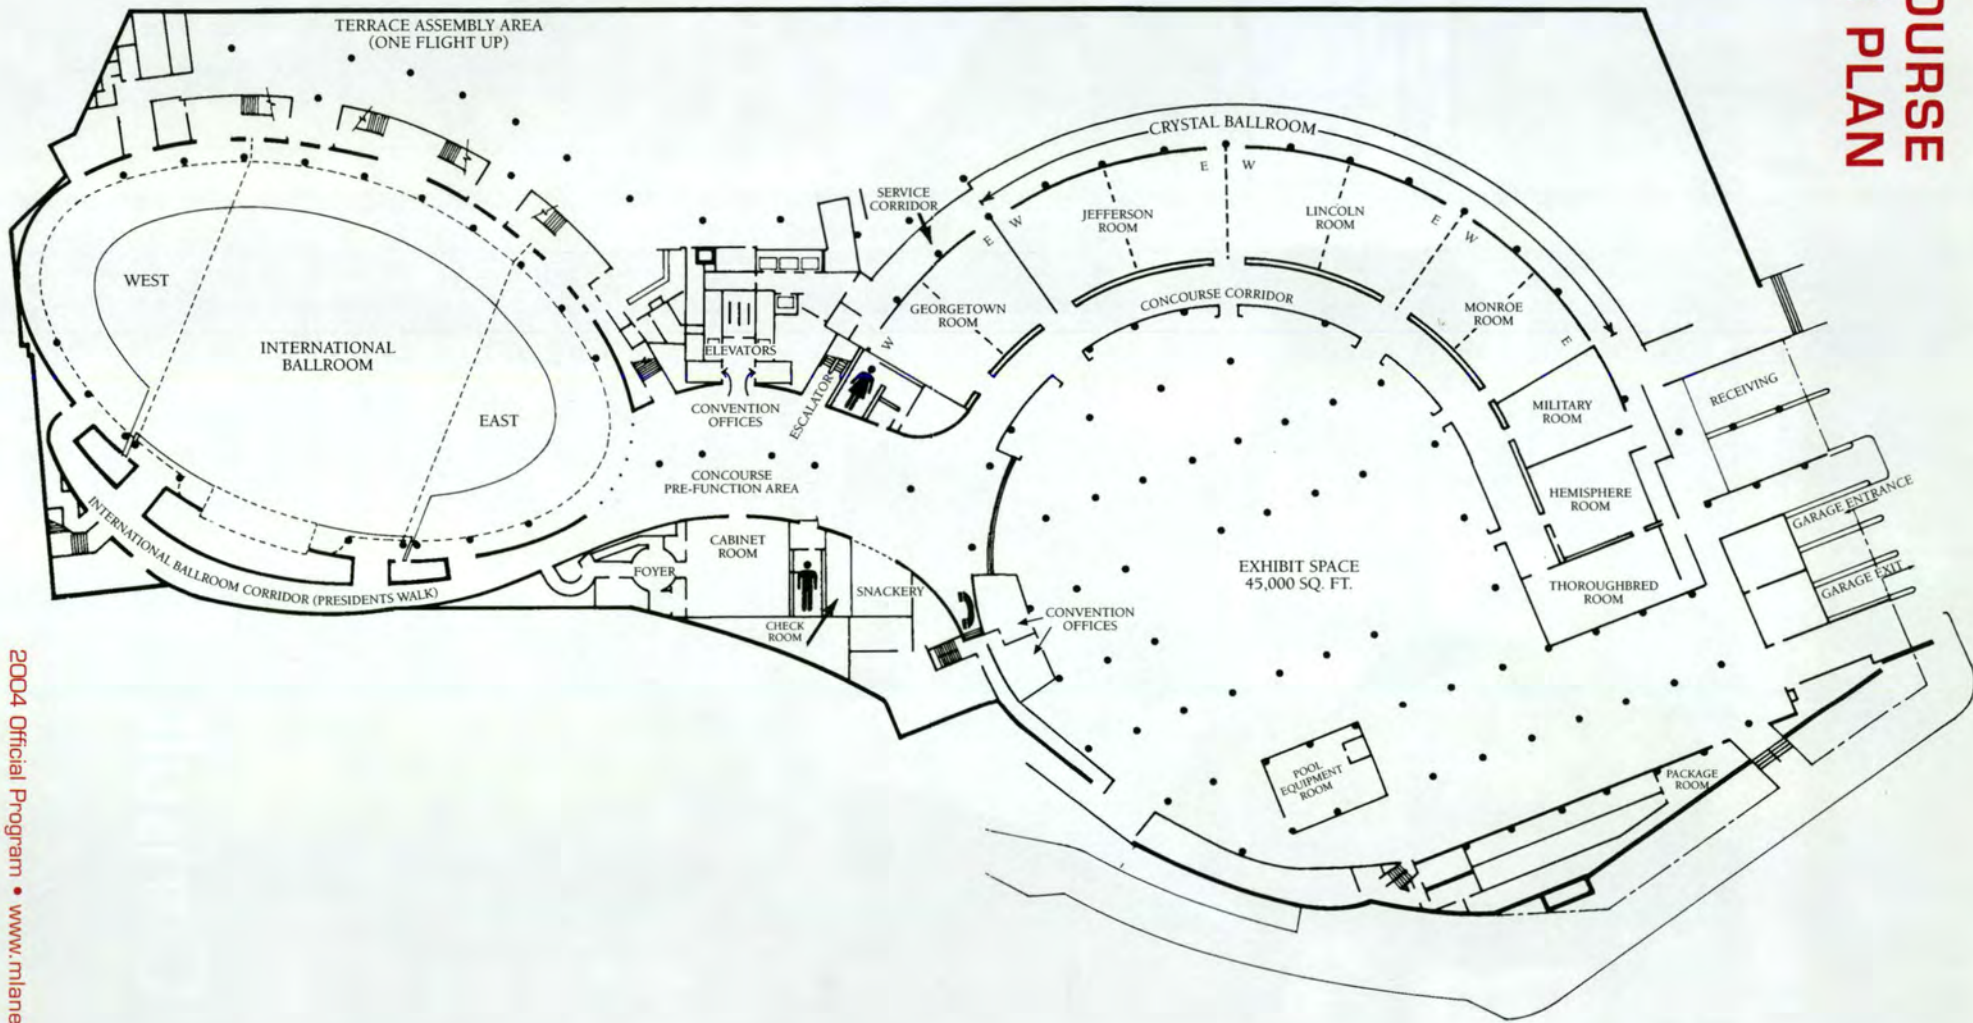 OURSE
PLAN
TERRACE ASSEMBLY AREA
(ONE FLIGHT UP)
CRYSTAL BALLROOM
SERVICE
CORRIDOR
E
W
JEFFERSON
ROOM
LINCOLN
ROOM
E
W
E
W
WEST
GEORGETOWN
ROOM
CONCOURSE CORRIDOR
MONROE
ROOM
W
E
INTERNATIONAL
BALLROOM
ELEVATORS
ESCALATOR
CONVENTION
OFFICES
EAST
MILITARY
ROOM
RECEIVING
CONCOURSE
PRE-FUNCTION AREA
HEMISPHERE
ROOM
GARAGE ENTRANCE
INTERNATIONAL BALLROOM CORRIDOR (PRESIDENTS WALK)
CABINET
ROOM
FOYER
SNACKERY
EXHIBIT SPACE
45,000 SQ. FT.
THOROUGHBRED
ROOM
GARAGE EXIT
CHECK
ROOM
CONVENTION
OFFICES
POOL
EQUIPMENT
ROOM
PACKAGE
ROOM
2004 Official Program • www.mlane